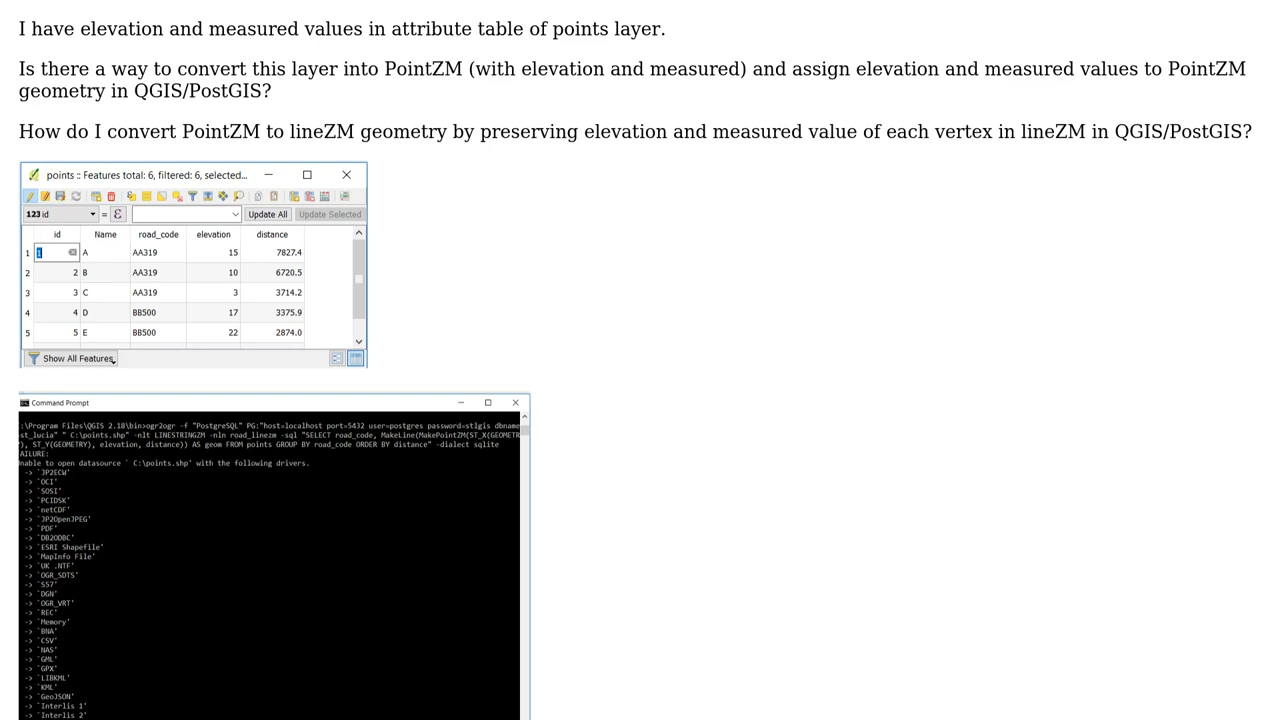 I have elevation and measured values in attribute table of points layer.
Is there a way to convert this layer into PointZM (with elevation and measured) and assign elevation and measured values to PointZM
geometry in QGIS/PostGIS?
How do I convert PointZM to lineZM geometry by preserving elevation and measured value of each vertex in lineZM in QGIS/PostGIS?
points :: Features total: 6, filtered: 6, selected...
123 id = ε Update All Update Selected
id Name road_code elevation distance
1 1 A AA319 15 7827.4
2 2 B AA319 10 6720.5
3 3 C AA319 3 3714.2
4 4 D BB500 17 3375.9
5 5 E BB500 22 2874.0
Show All Features
Command Prompt
:\Program Files\QGIS 2.18\bin>ogr2ogr -f "PostgreSQL" PG:"host=localhost port=5432 user=postgres password=stlgis dbname
st_lucia" " C:\points.shp" -nlt LINESTRINGZM -nln road_linezm -sql "SELECT road_code, MakeLine(MakePointZM(ST_X(GEOMETR
'), ST_Y(GEOMETRY), elevation, distance)) AS geom FROM points GROUP BY road_code ORDER BY distance" -dialect sqlite
AILURE:
Unable to open datasource ` C:\points.shp' with the following drivers.
-> `JP2ECW'
-> `OCI'
-> `SOSI'
-> `PCIDSK'
-> `netCDF'
-> `JP2OpenJPEG'
-> `PDF'
-> `DB2ODBC'
-> `ESRI Shapefile'
-> `MapInfo File'
-> `UK .NTF'
-> `OGR_SDTS'
-> `S57'
-> `DGN'
-> `OGR_VRT'
-> `REC'
-> `Memory'
-> `BNA'
-> `CSV'
-> `NAS'
-> `GML'
-> `GPX'
-> `LIBKML'
-> `KML'
-> `GeoJSON'
-> `Interlis 1'
-> `Interlis 2'